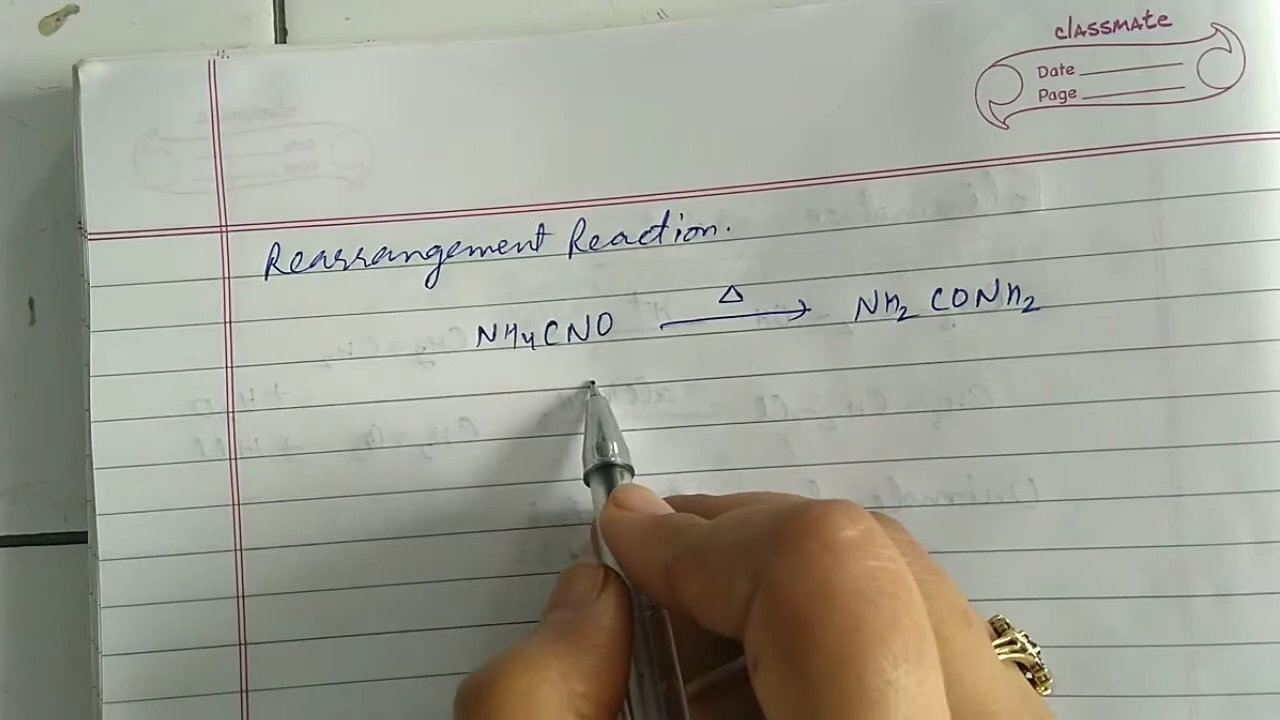 classmate
Date
Page
Rearrangement Reaction.
NH4CNO Δ → NH2CONH2